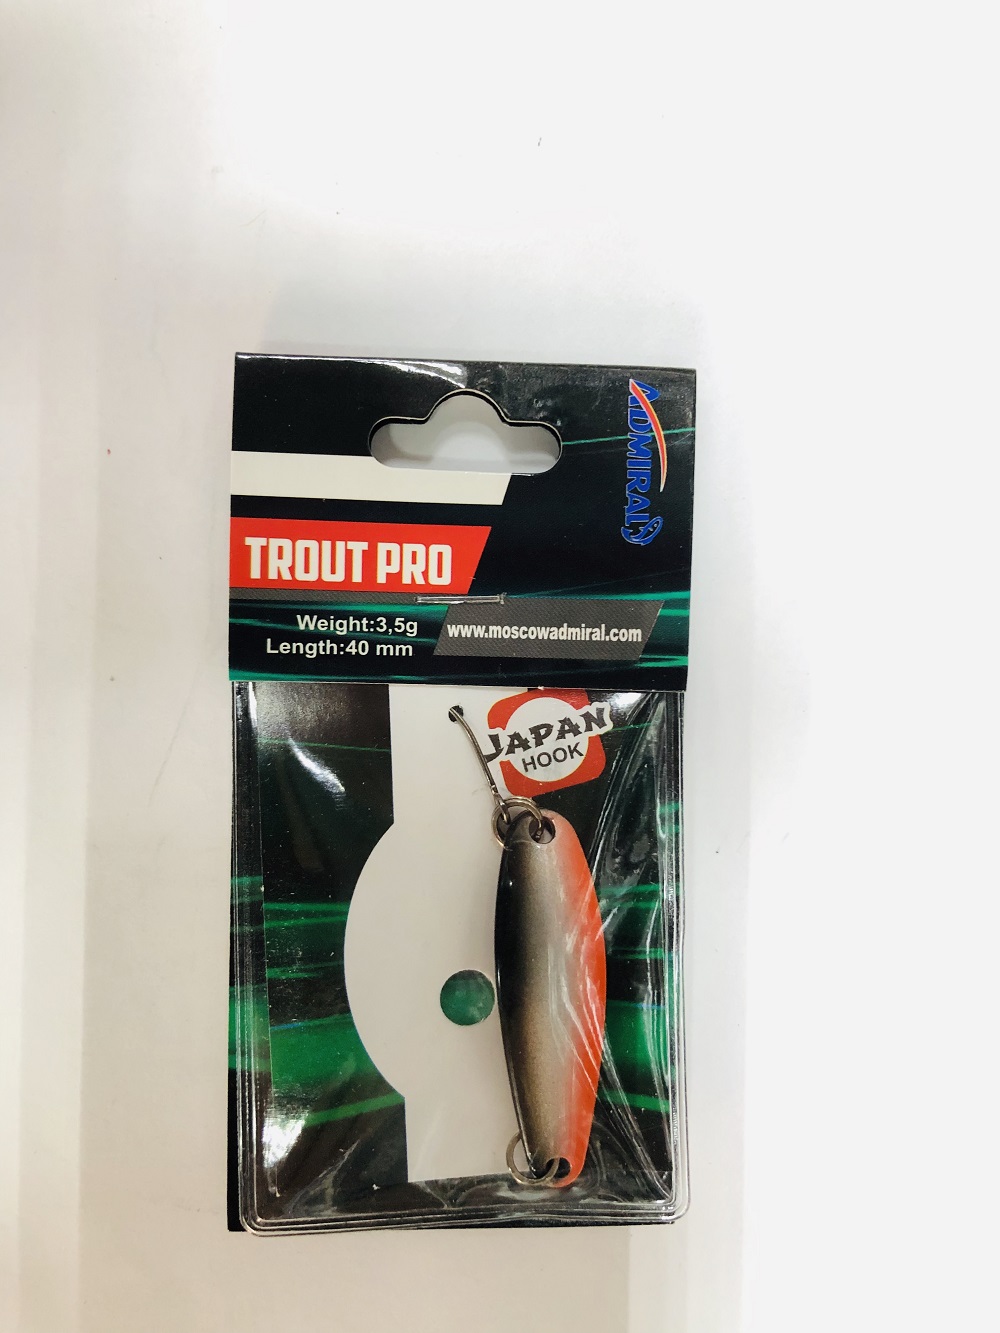 ADMIRAL
TROUT PRO
Weight:3,5g
Length:40 mm
www.moscowadmiral.com
JAPAN
HOOK